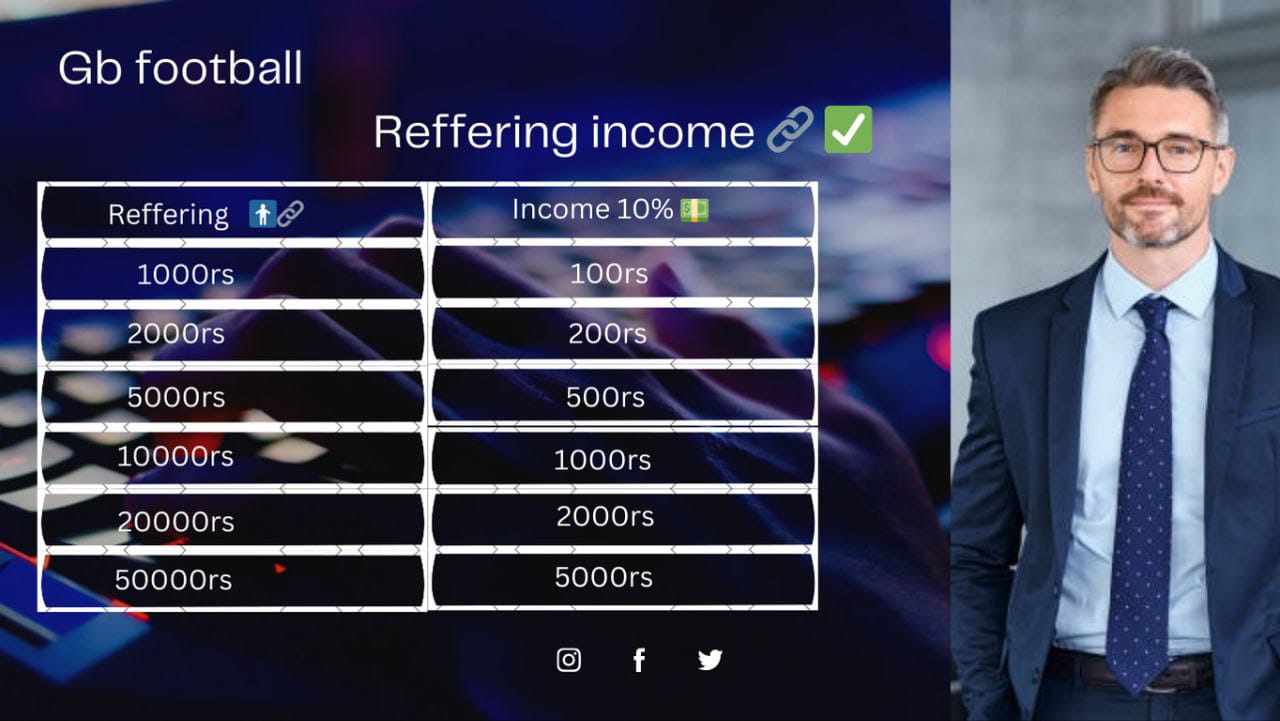 Gb football
Reffering income 🔗 ✅
Reffering 🚹🔗 Income 10% 💵
1000rs 100rs
2000rs 200rs
5000rs 500rs
10000rs 1000rs
20000rs 2000rs
50000rs 5000rs